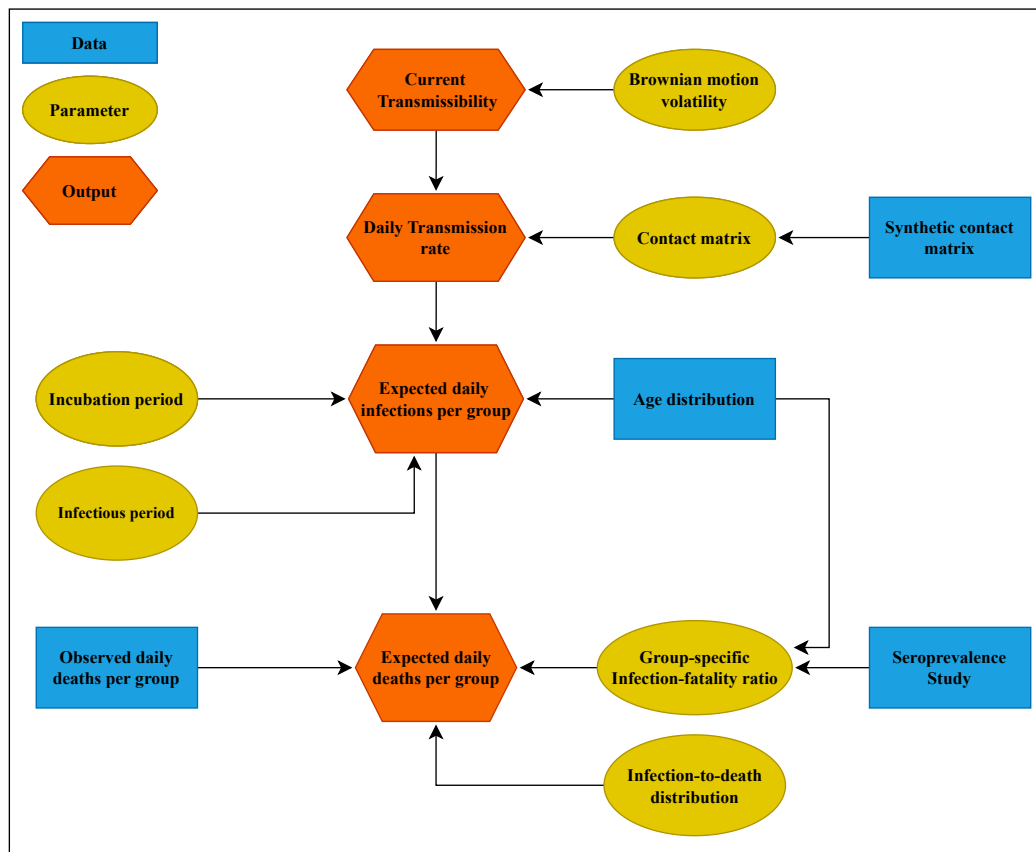 Data
Parameter
Output
Current
Transmissibility
Brownian motion
volatility
Daily Transmission
rate
Contact matrix
Synthetic contact
matrix
Incubation period
Expected daily
infections per group
Age distribution
Infectious period
Observed daily
deaths per group
Expected daily
deaths per group
Group-specific
Infection-fatality ratio
Seroprevalence
Study
Infection-to-death
distribution